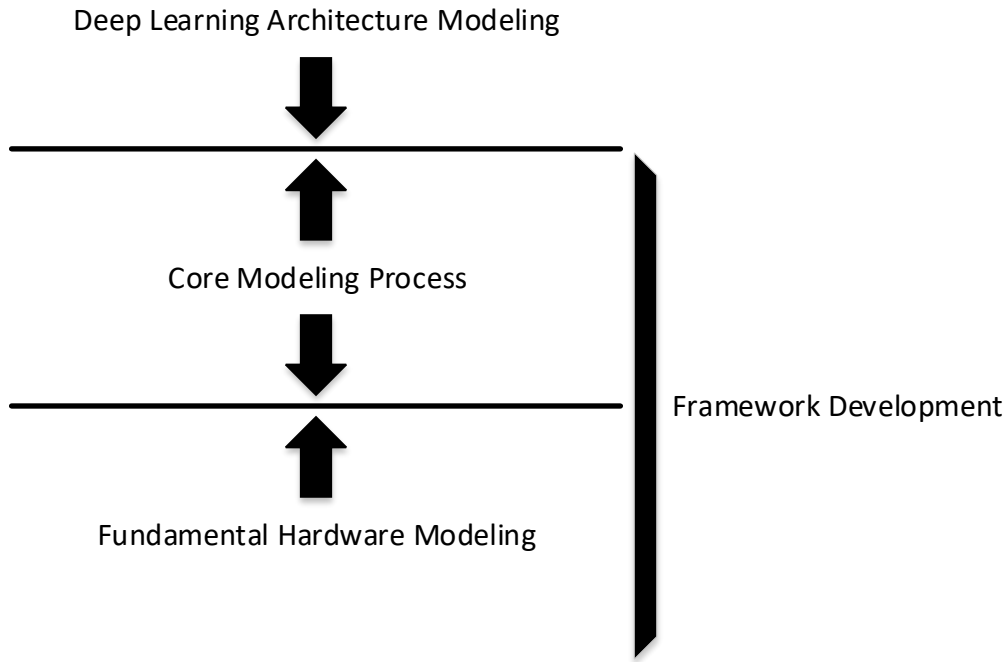 Deep Learning Architecture Modeling
Core Modeling Process
Framework Development
Fundamental Hardware Modeling